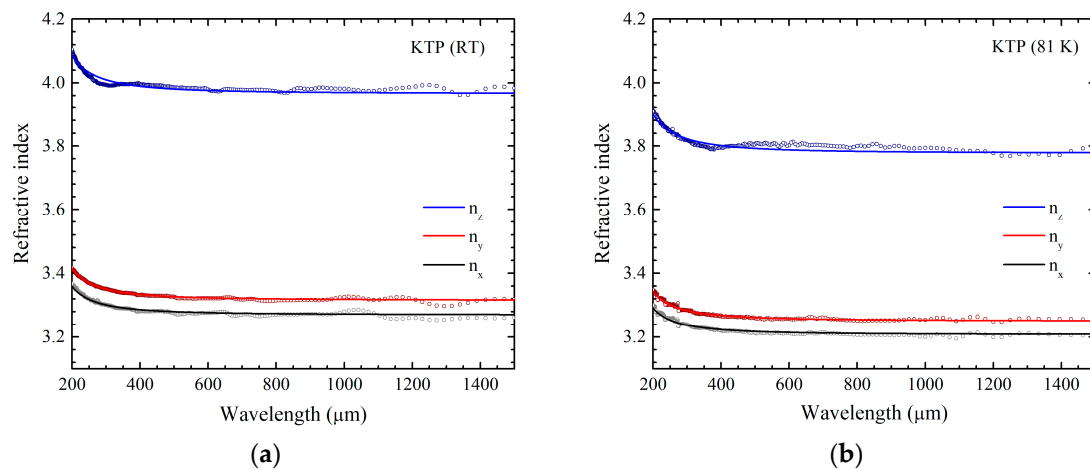 4.2
4.0
3.8
3.6
3.4
3.2
Refractive index
KTP (RT)
n_z
n_y
n_x
200 400 600 800 1000 1200 1400
Wavelength (μm)
(a)
4.2
4.0
3.8
3.6
3.4
3.2
Refractive index
KTP (81 K)
n_z
n_y
n_x
200 400 600 800 1000 1200 1400
Wavelength (μm)
(b)